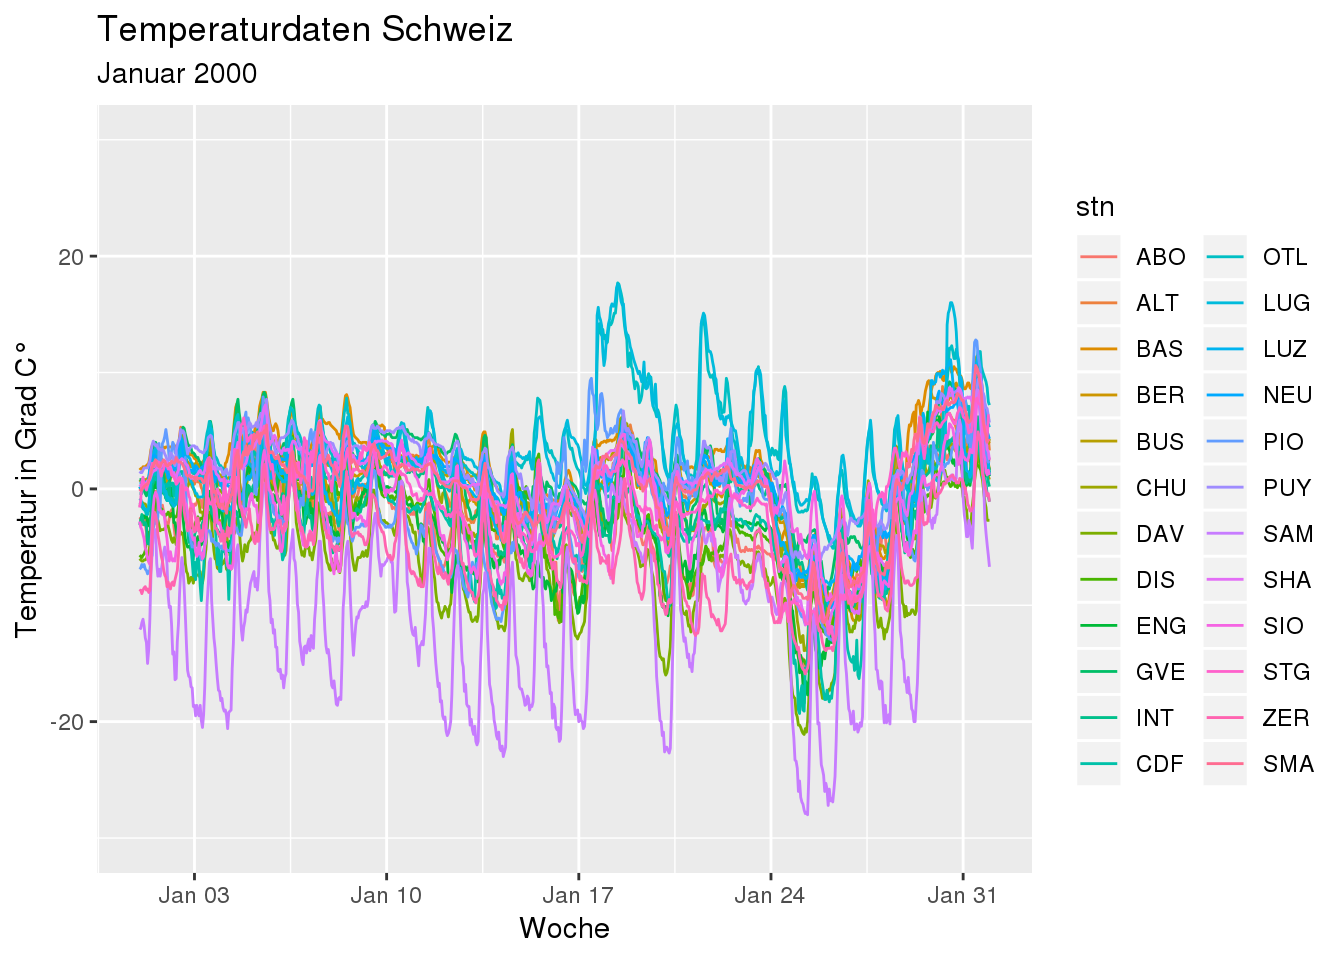 Temperaturdaten Schweiz
Januar 2000
Temperatur in Grad C°
20
0
-20
Jan 03 Jan 10 Jan 17 Jan 24 Jan 31
Woche
stn
ABO OTL
ALT LUG
BAS LUZ
BER NEU
BUS PIO
CHU PUY
DAV SAM
DIS SHA
ENG SIO
GVE STG
INT ZER
CDF SMA